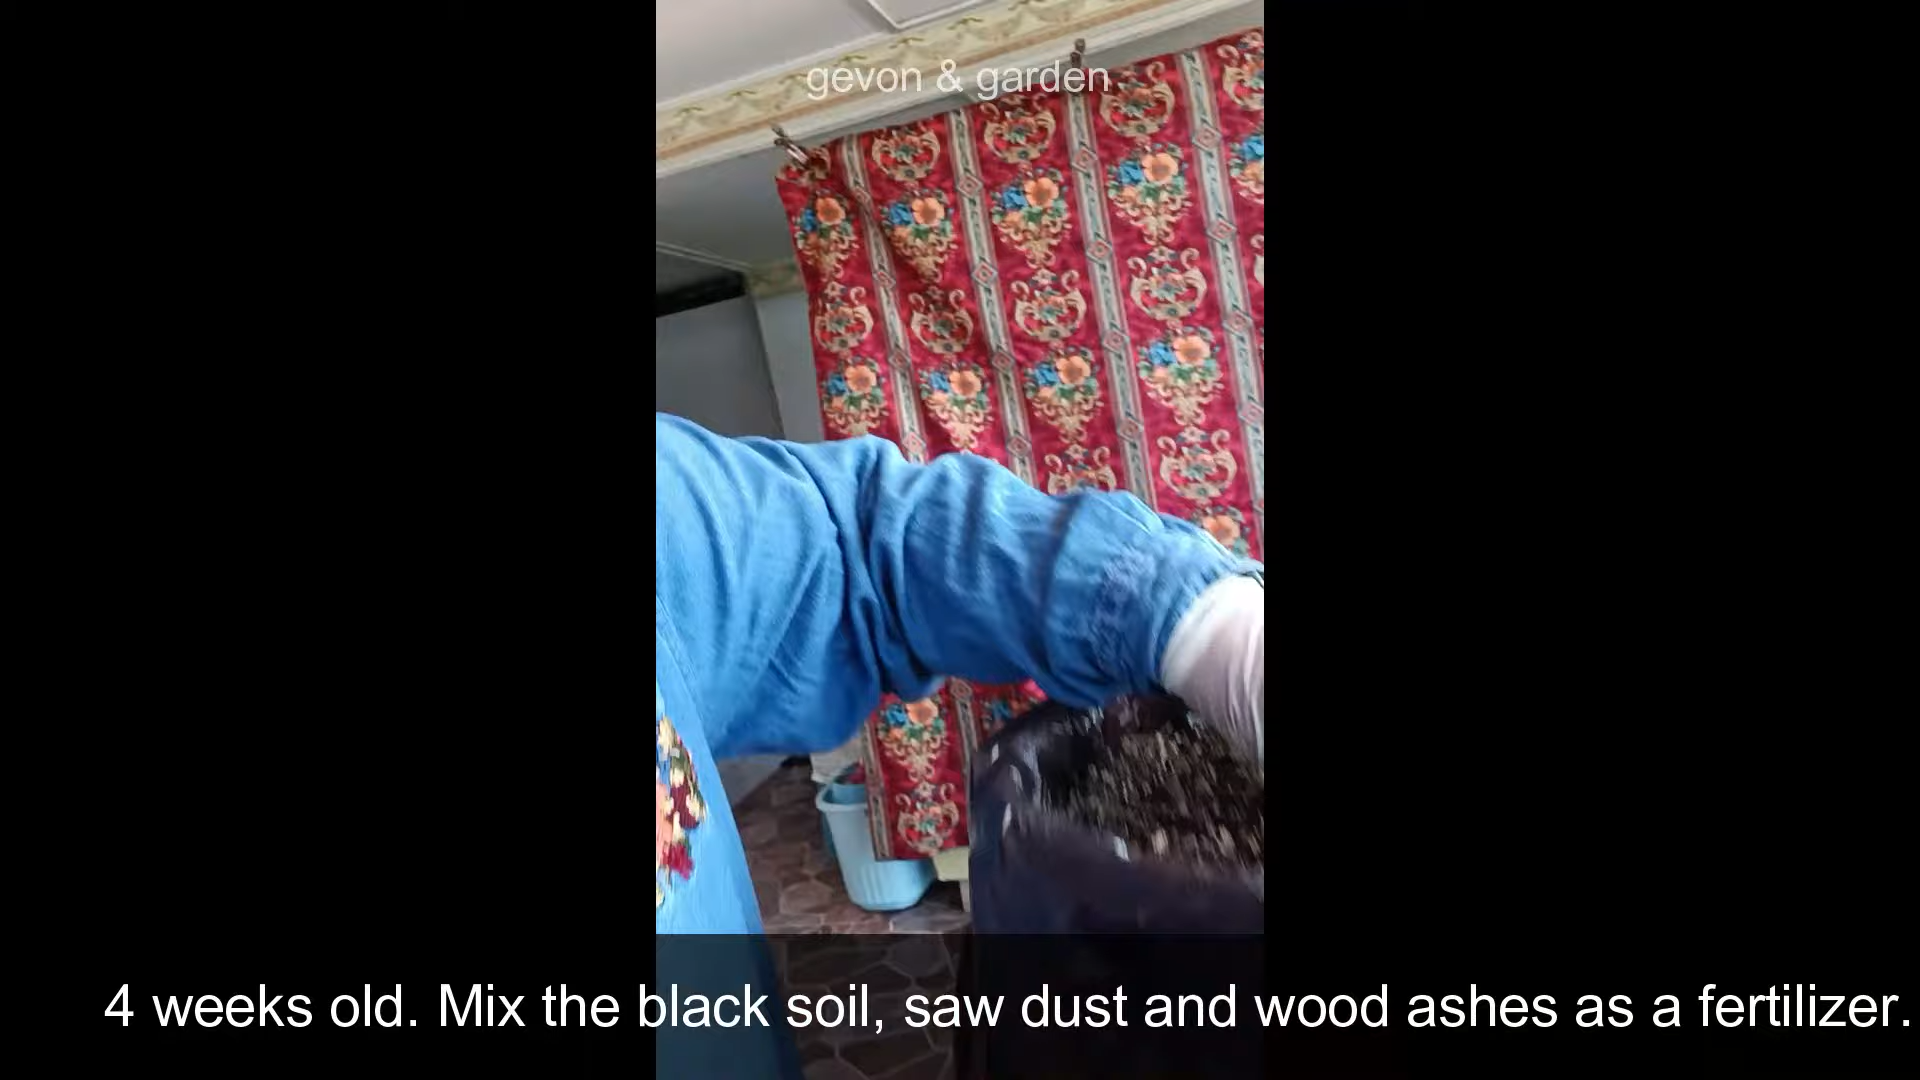 gevon & garden
4 weeks old. Mix the black soil, saw dust and wood ashes as a fertilizer.